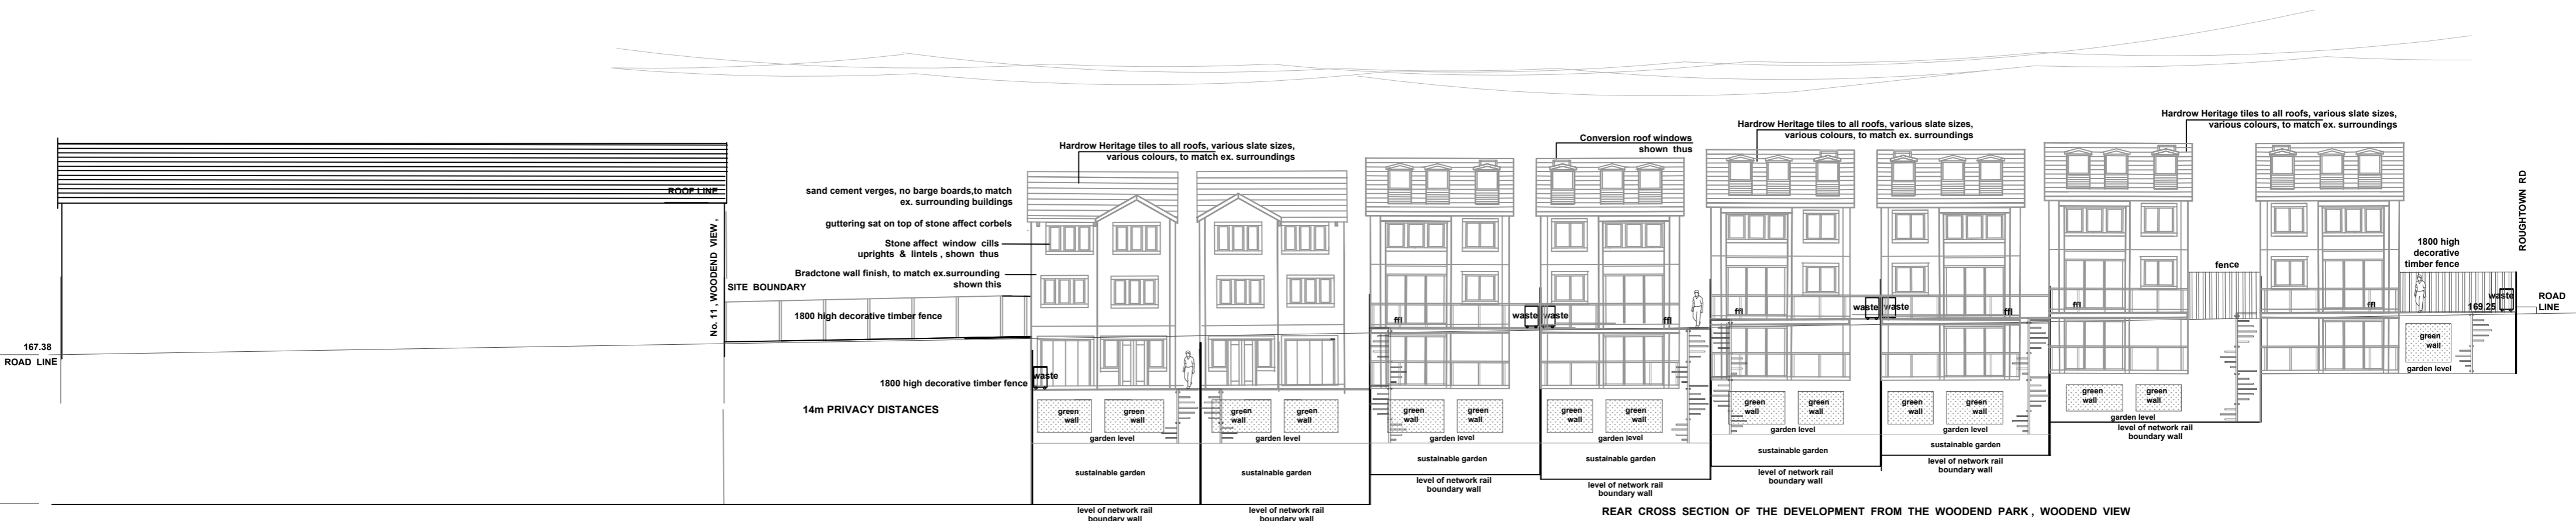 Hardrow Heritage tiles to all roofs, various slate sizes,
various colours, to match ex. surroundings
Conversion roof windows
shown thus
Hardrow Heritage tiles to all roofs, various slate sizes,
various colours, to match ex. surroundings
Hardrow Heritage tiles to all roofs, various slate sizes,
various colours, to match ex. surroundings
ROOF LINE
sand cement verges, no barge boards,to match
ex. surrounding buildings
guttering sat on top of stone affect corbels
Stone affect window cills
uprights & lintels , shown thus
Bradctone wall finish, to match ex.surrounding
shown this
No. 11 , WOODEND VIEW ,
SITE BOUNDARY
1800 high decorative timber fence
167.38
ROAD LINE
1800 high decorative timber fence
14m PRIVACY DISTANCES
waste
ffl
waste
waste
ffl
ffl
waste
waste
ffl
ffl
fence
ffl
1800 high
decorative
timber fence
ROUGHTOWN RD
waste
169.25
ROAD
LINE
green
wall
green
wall
garden level
sustainable garden
level of network rail
boundary wall
green
wall
green
wall
garden level
sustainable garden
level of network rail
boundary wall
green
wall
green
wall
garden level
sustainable garden
level of network rail
boundary wall
green
wall
green
wall
garden level
sustainable garden
level of network rail
boundary wall
green
wall
green
wall
garden level
sustainable garden
level of network rail
boundary wall
green
wall
green
wall
garden level
sustainable garden
level of network rail
boundary wall
green
wall
green
wall
garden level
level of network rail
boundary wall
green
wall
garden level
REAR CROSS SECTION OF THE DEVELOPMENT FROM THE WOODEND PARK , WOODEND VIEW